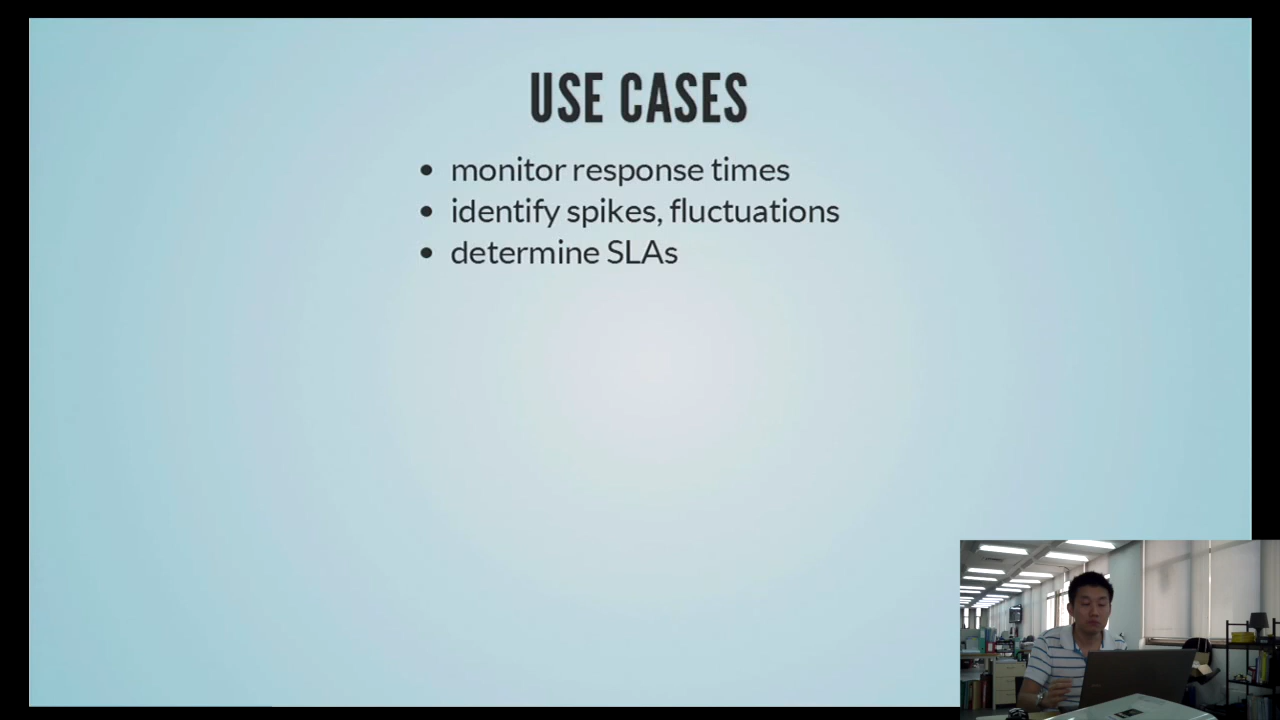 USE CASES
monitor response times
identify spikes, fluctuations
determine SLAs